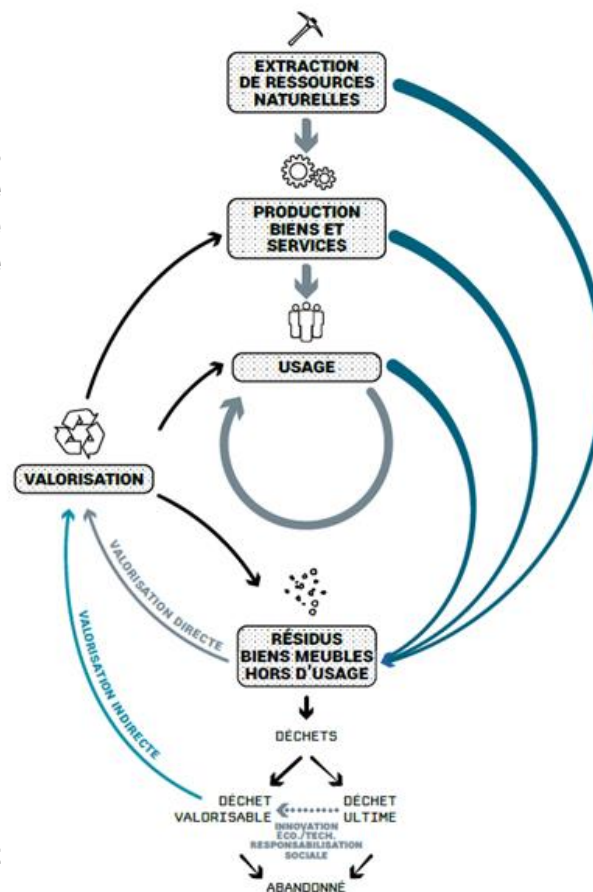 EXTRACTION
DE RESSOURCES
NATURELLES
PRODUCTION
BIENS ET
SERVICES
USAGE
VALORISATION
VALORISATION DIRECTE
VALORISATION INDIRECTE
RÉSIDUS
BIENS MEUBLES
HORS D'USAGE
DÉCHETS
DÉCHET
VALORISABLE
DÉCHET
ULTIME
INNOVATION
ÉCO./TECH.
RESPONSABILISATION
SOCIALE
ABANDONNÉ